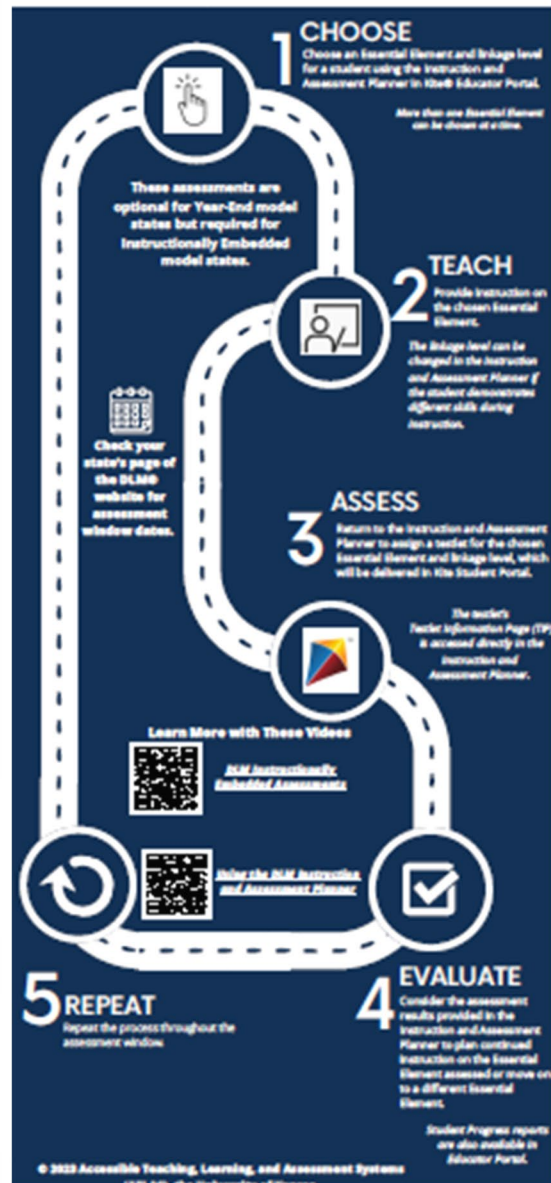 1
CHOOSE
Choose an Essential Element and linkage level
for a student using the Instruction and
Assessment Planner in Kite® Educator Portal.
More than one Essential Element
can be chosen at a time.
These assessments are
optional for Year-End model
states but required for
Instructionally Embedded
model states.
2
TEACH
Provide instruction on
the chosen Essential
Element.
The linkage level can be
changed in the Instruction
and Assessment Planner if
the student demonstrates
different skills during
instruction.
Check your
state's page of
the DLM®
website for
assessment
window dates.
3
ASSESS
Return to the Instruction and Assessment
Planner to assign a testlet for the chosen
Essential Element and linkage level, which
will be delivered in Kite Student Portal.
The testlet's
Testlet Information Page (TIP)
is accessed directly in the
Instruction and
Assessment Planner.
Learn More with These Videos
DLM Instructionally
Embedded Assessments
Using the DLM Instruction
and Assessment Planner
4
EVALUATE
Consider the assessment
results provided in the
Instruction and Assessment
Planner to plan continued
instruction on the Essential
Element assessed or move on
to a different Essential
Element.
Student Progress reports
are also available in
Educator Portal.
5
REPEAT
Repeat the process throughout the
assessment window.
© 2023 Accessible Teaching, Learning, and Assessment Systems